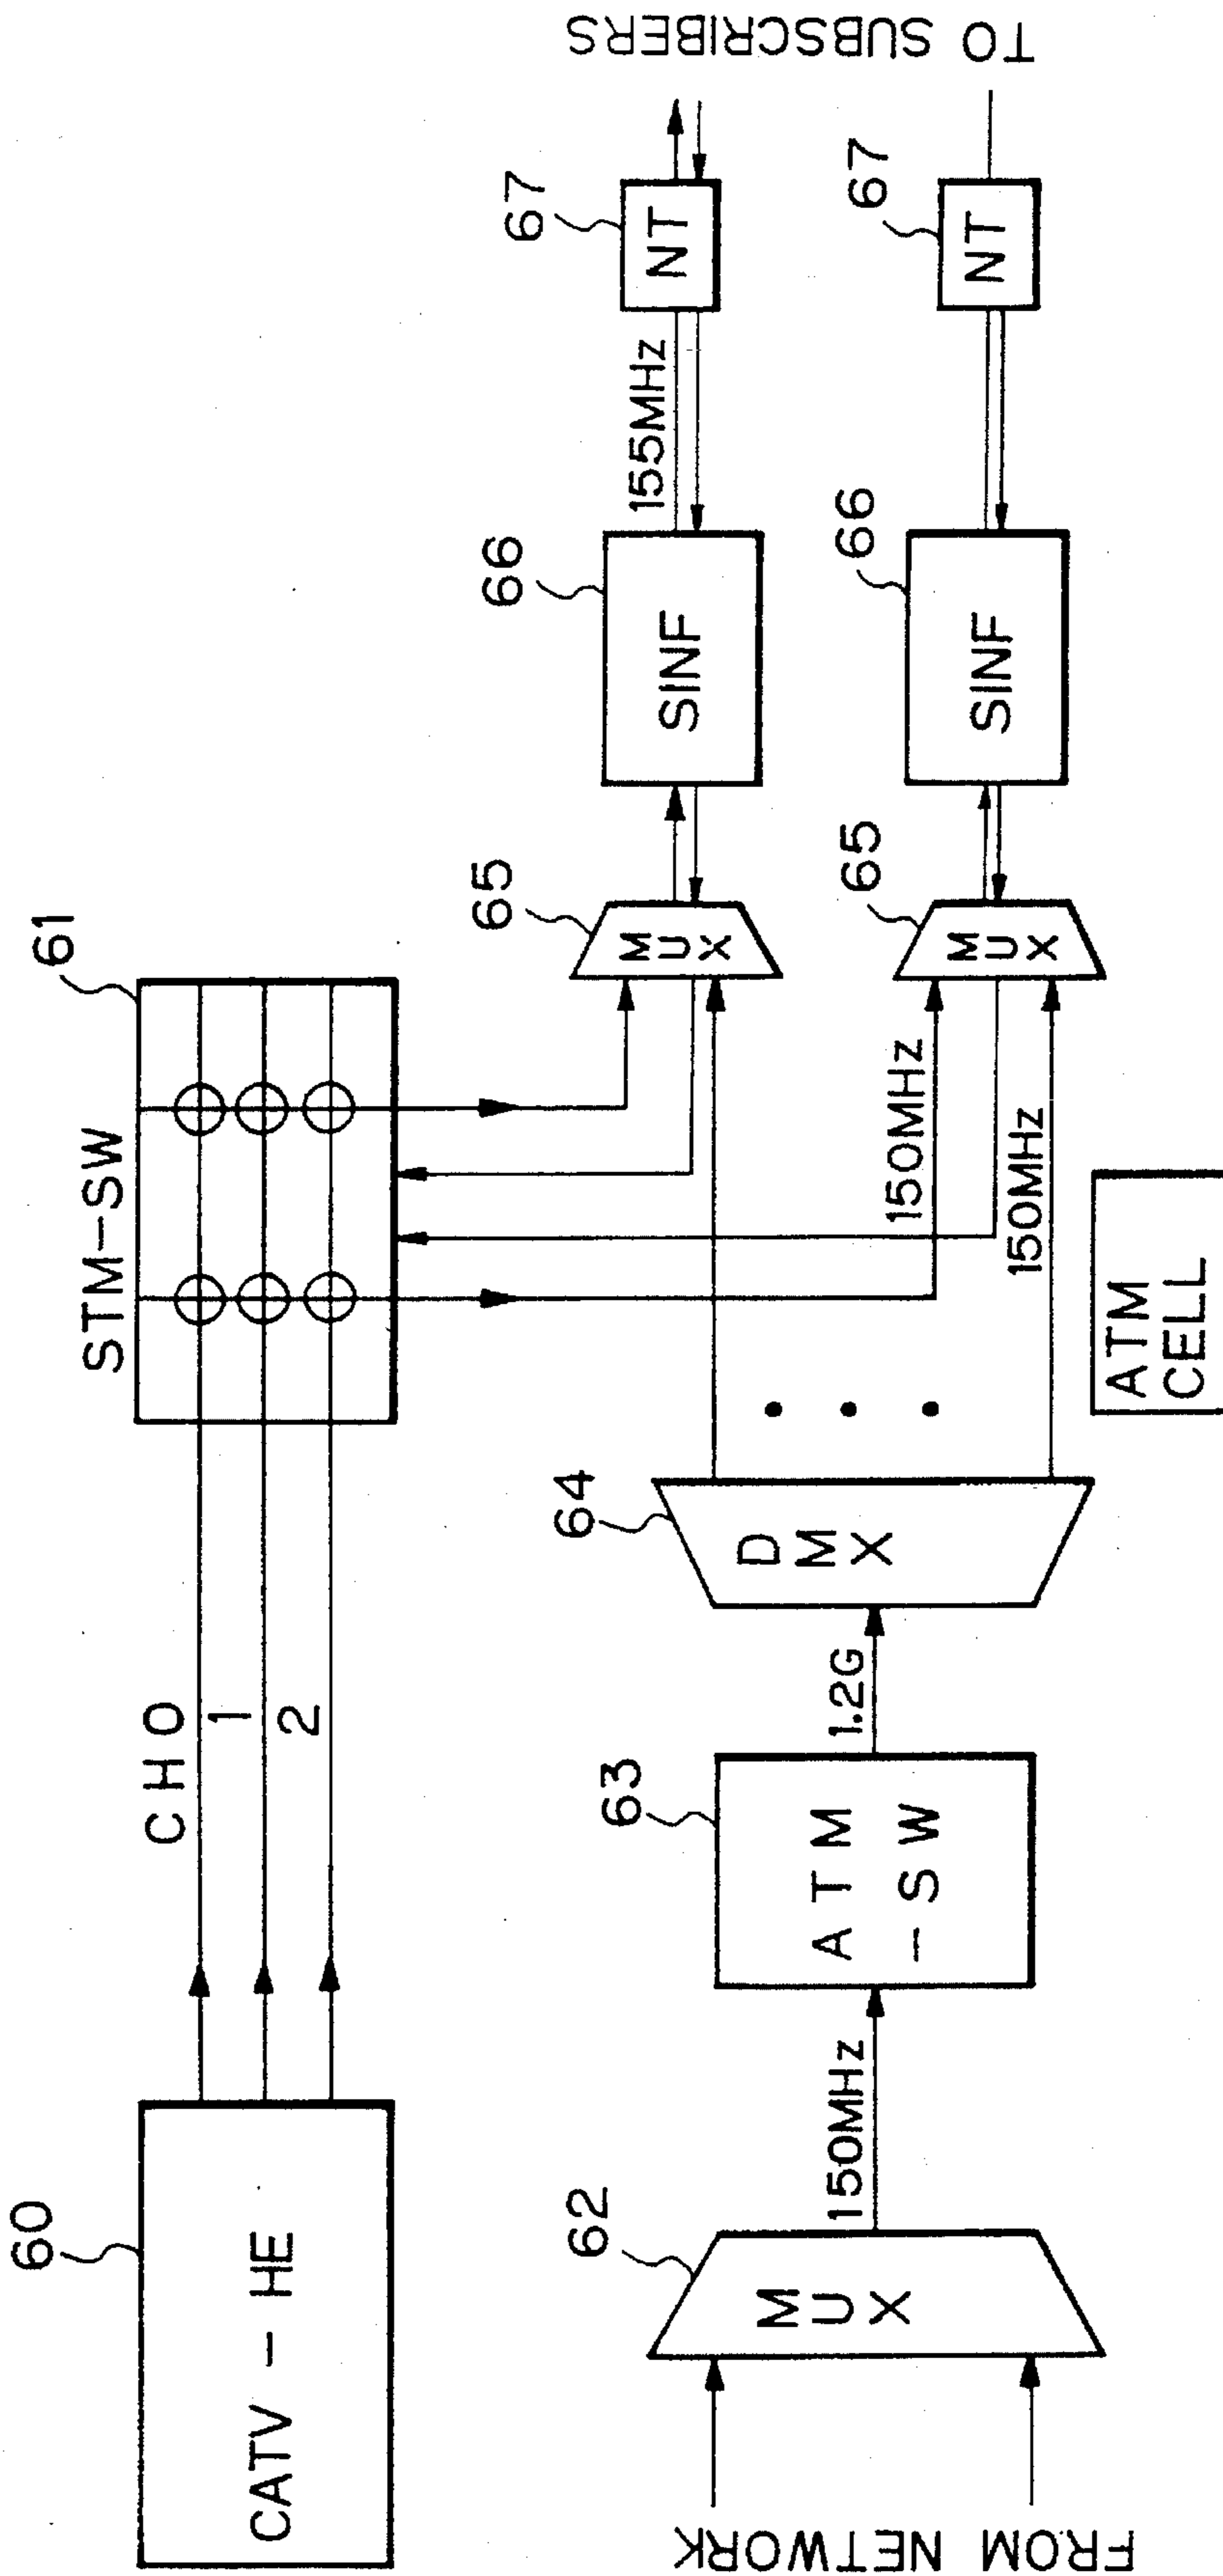 60
CATV - HE
CH0
1
2
STM-SW
61
FROM NETWORK
62
MUX
150MHz
63
ATM
-SW
1.2G
64
DMX
150MHz
150MHz
ATM
CELL
65
MUX
65
MUX
66
SINF
66
SINF
155MHz
67
NT
67
NT
TO SUBSCRIBERS